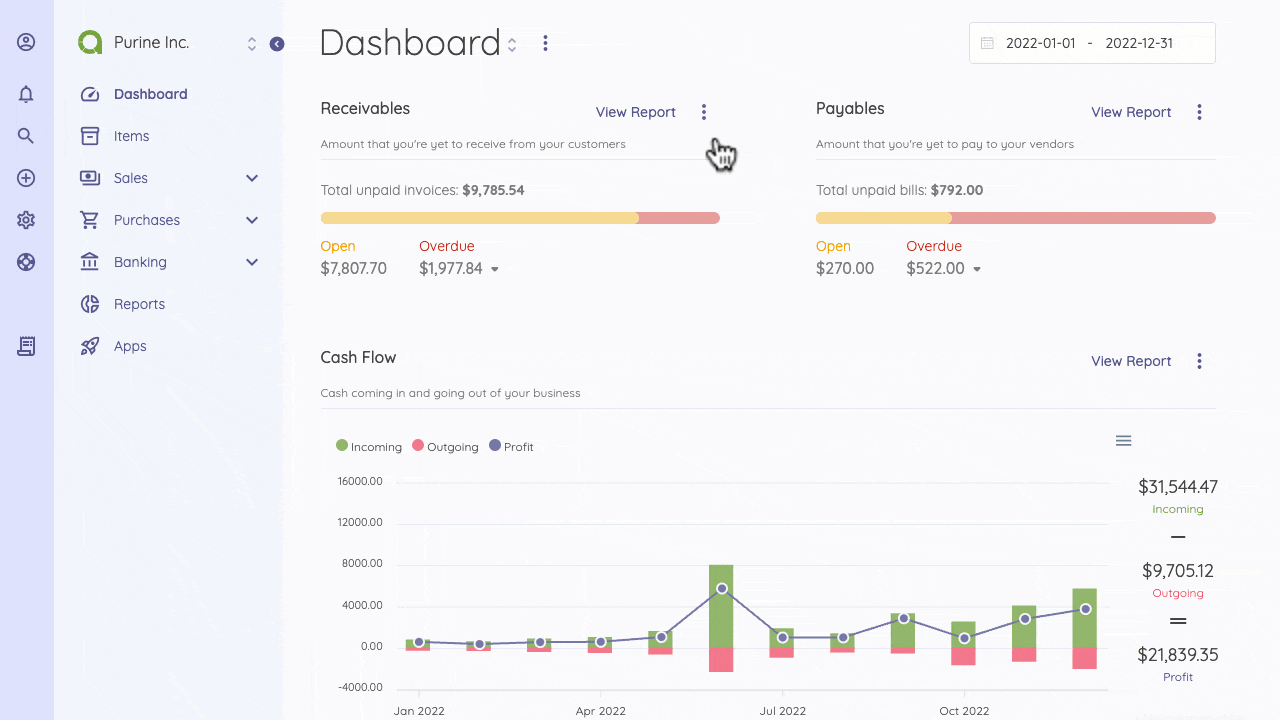 Purine Inc.
Dashboard
Items
Sales
Purchases
Banking
Reports
Apps
Dashboard
2022-01-01 - 2022-12-31
Receivables
View Report
Amount that you're yet to receive from your customers
Total unpaid invoices: $9,785.54
Open
Overdue
$7,807.70
$1,977.84
Payables
View Report
Amount that you're yet to pay to your vendors
Total unpaid bills: $792.00
Open
Overdue
$270.00
$522.00
Cash Flow
View Report
Cash coming in and going out of your business
Incoming Outgoing Profit
16000.00
12000.00
8000.00
4000.00
0.00
-4000.00
Jan 2022 Apr 2022 Jul 2022 Oct 2022
$31,544.47
Incoming
$9,705.12
Outgoing
$21,839.35
Profit